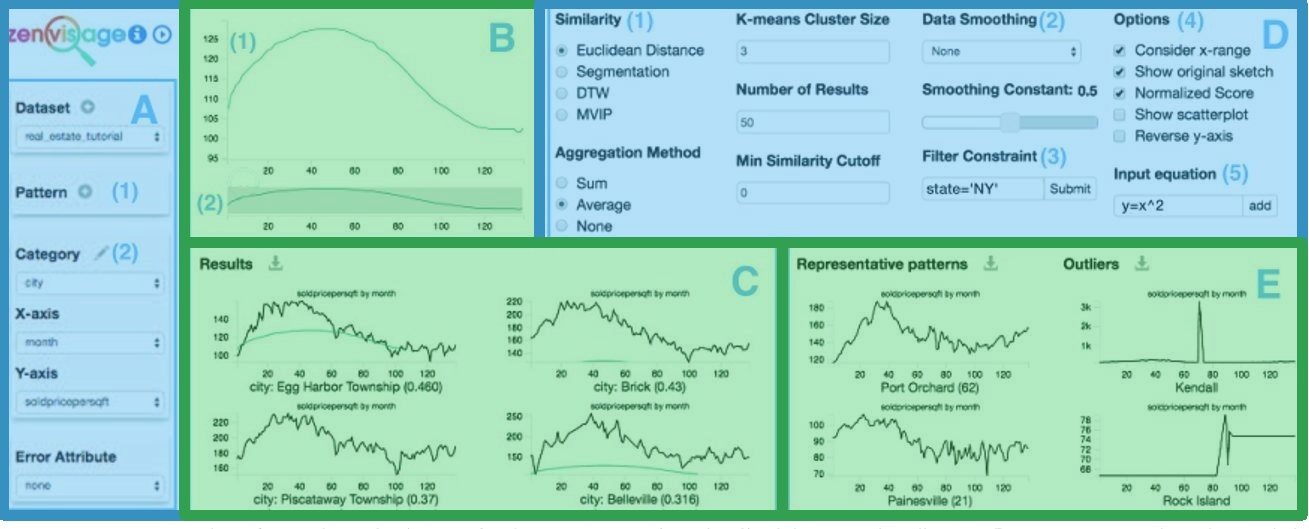 zenvisage i
A
Dataset
real_estate_tutorial
Pattern (1)
Category (2)
city
X-axis
month
Y-axis
soldpricepersqft
Error Attribute
none
B
(1)
125
120
115
110
105
100
95
20 40 60 80 100 120
(2)
20 40 60 80 100 120
D
Similarity (1)
Euclidean Distance
Segmentation
DTW
MVIP
Aggregation Method
Sum
Average
None
K-means Cluster Size
3
Number of Results
50
Min Similarity Cutoff
0
Data Smoothing (2)
None
Smoothing Constant: 0.5
Filter Constraint (3)
state='NY' Submit
Options (4)
Consider x-range
Show original sketch
Normalized Score
Show scatterplot
Reverse y-axis
Input equation (5)
y=x^2 add
Results
C
soldpricepersqft by month
140
120
100
20 40 60 80 100 120
city: Egg Harbor Township (0.460)
soldpricepersqft by month
220
200
180
160
140
20 40 60 80 100 120
city: Brick (0.43)
soldpricepersqft by month
220
200
180
160
20 40 60 80 100 120
city: Piscataway Township (0.37)
soldpricepersqft by month
250
200
150
20 40 60 80 100 120
city: Belleville (0.316)
Representative patterns
Outliers
E
soldpricepersqft by month
180
160
140
120
20 40 60 80 100 120
Port Orchard (62)
soldpricepersqft by month
3k
2k
1k
20 40 60 80 100 120
Kendall
soldpricepersqft by month
100
90
80
70
20 40 60 80 100 120
Painesville (21)
soldpricepersqft by month
78
76
74
72
70
68
20 40 60 80 100 120
Rock Island